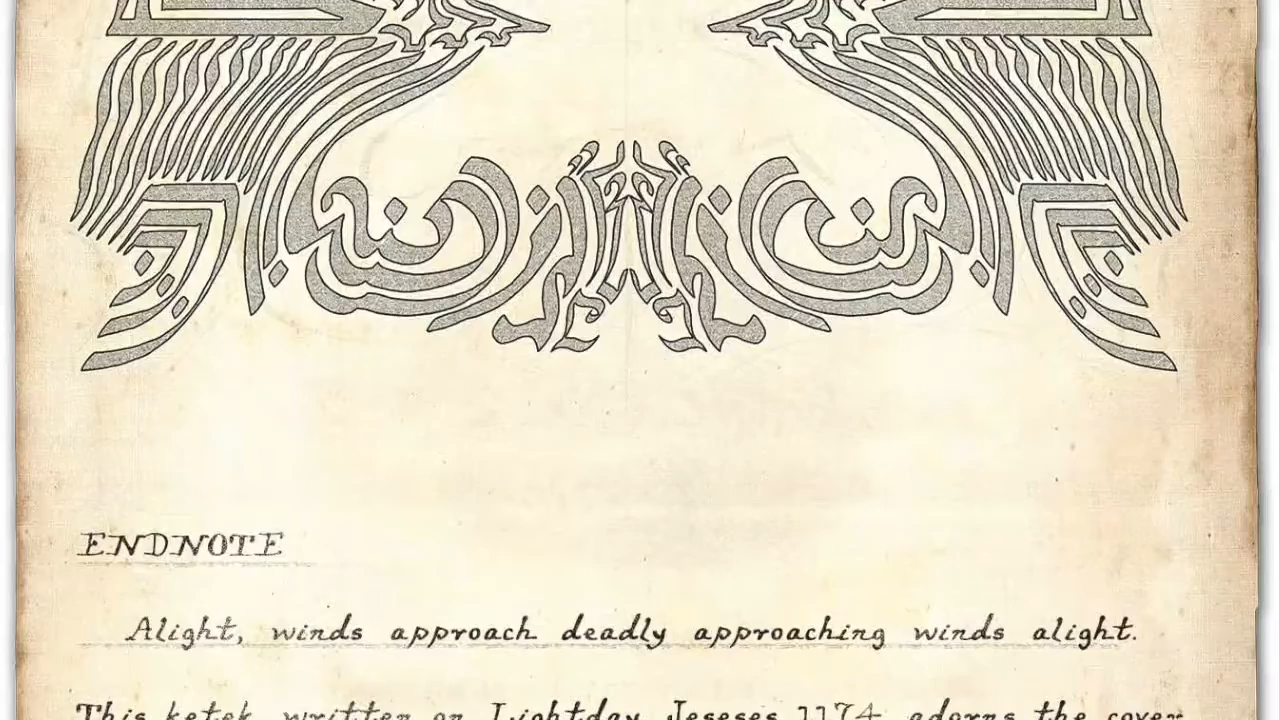 ENDNOTE
Alight, winds approach deadly approaching winds alight.
This ketek, written on Lightday Jeseses 1174, adorns the cover